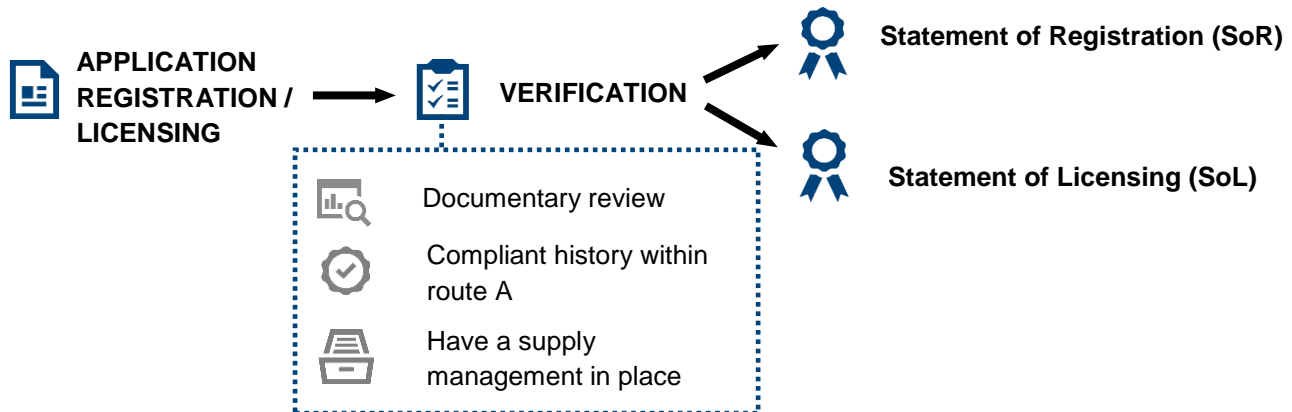 APPLICATION
REGISTRATION /
LICENSING
VERIFICATION
Statement of Registration (SoR)
Statement of Licensing (SoL)
Documentary review
Compliant history within
route A
Have a supply
management in place